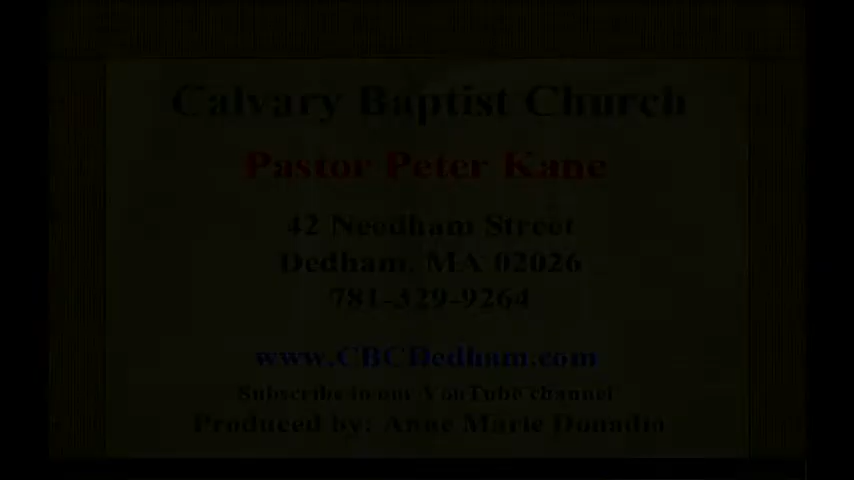 Calvary Baptist Church
Pastor Peter Kane
42 Needham Street
Dedham, MA 02026
781-329-9264
www.CBCDedham.com
Subscribe to our YouTube channel
Produced by: Anne Marie Donadio